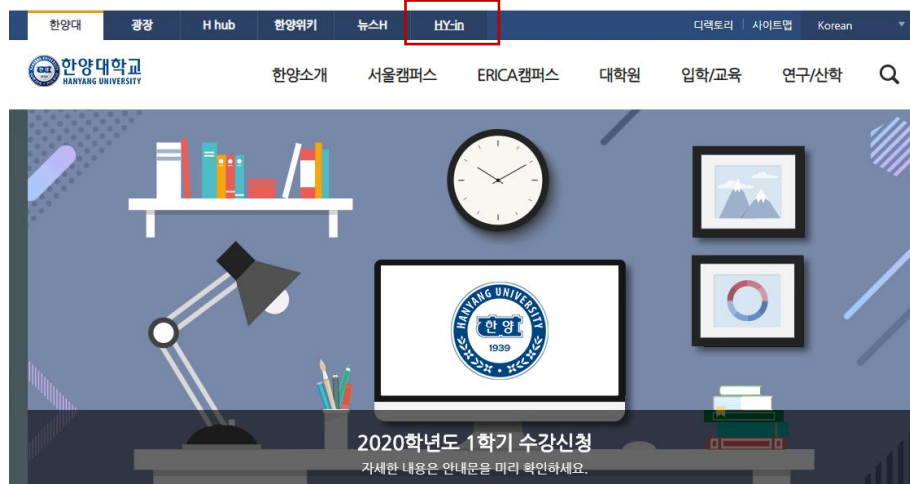 한양대 광장 H hub 한양위키 뉴스H HY-in 디렉토리 사이트맵 Korean
한양대학교
HANYANG UNIVERSITY
한양소개 서울캠퍼스 ERICA캠퍼스 대학원 입학/교육 연구/산학
HANYANG UNIVERSITY
한양
1939
2020학년도 1학기 수강신청
자세한 내용은 안내문을 미리 확인하세요.